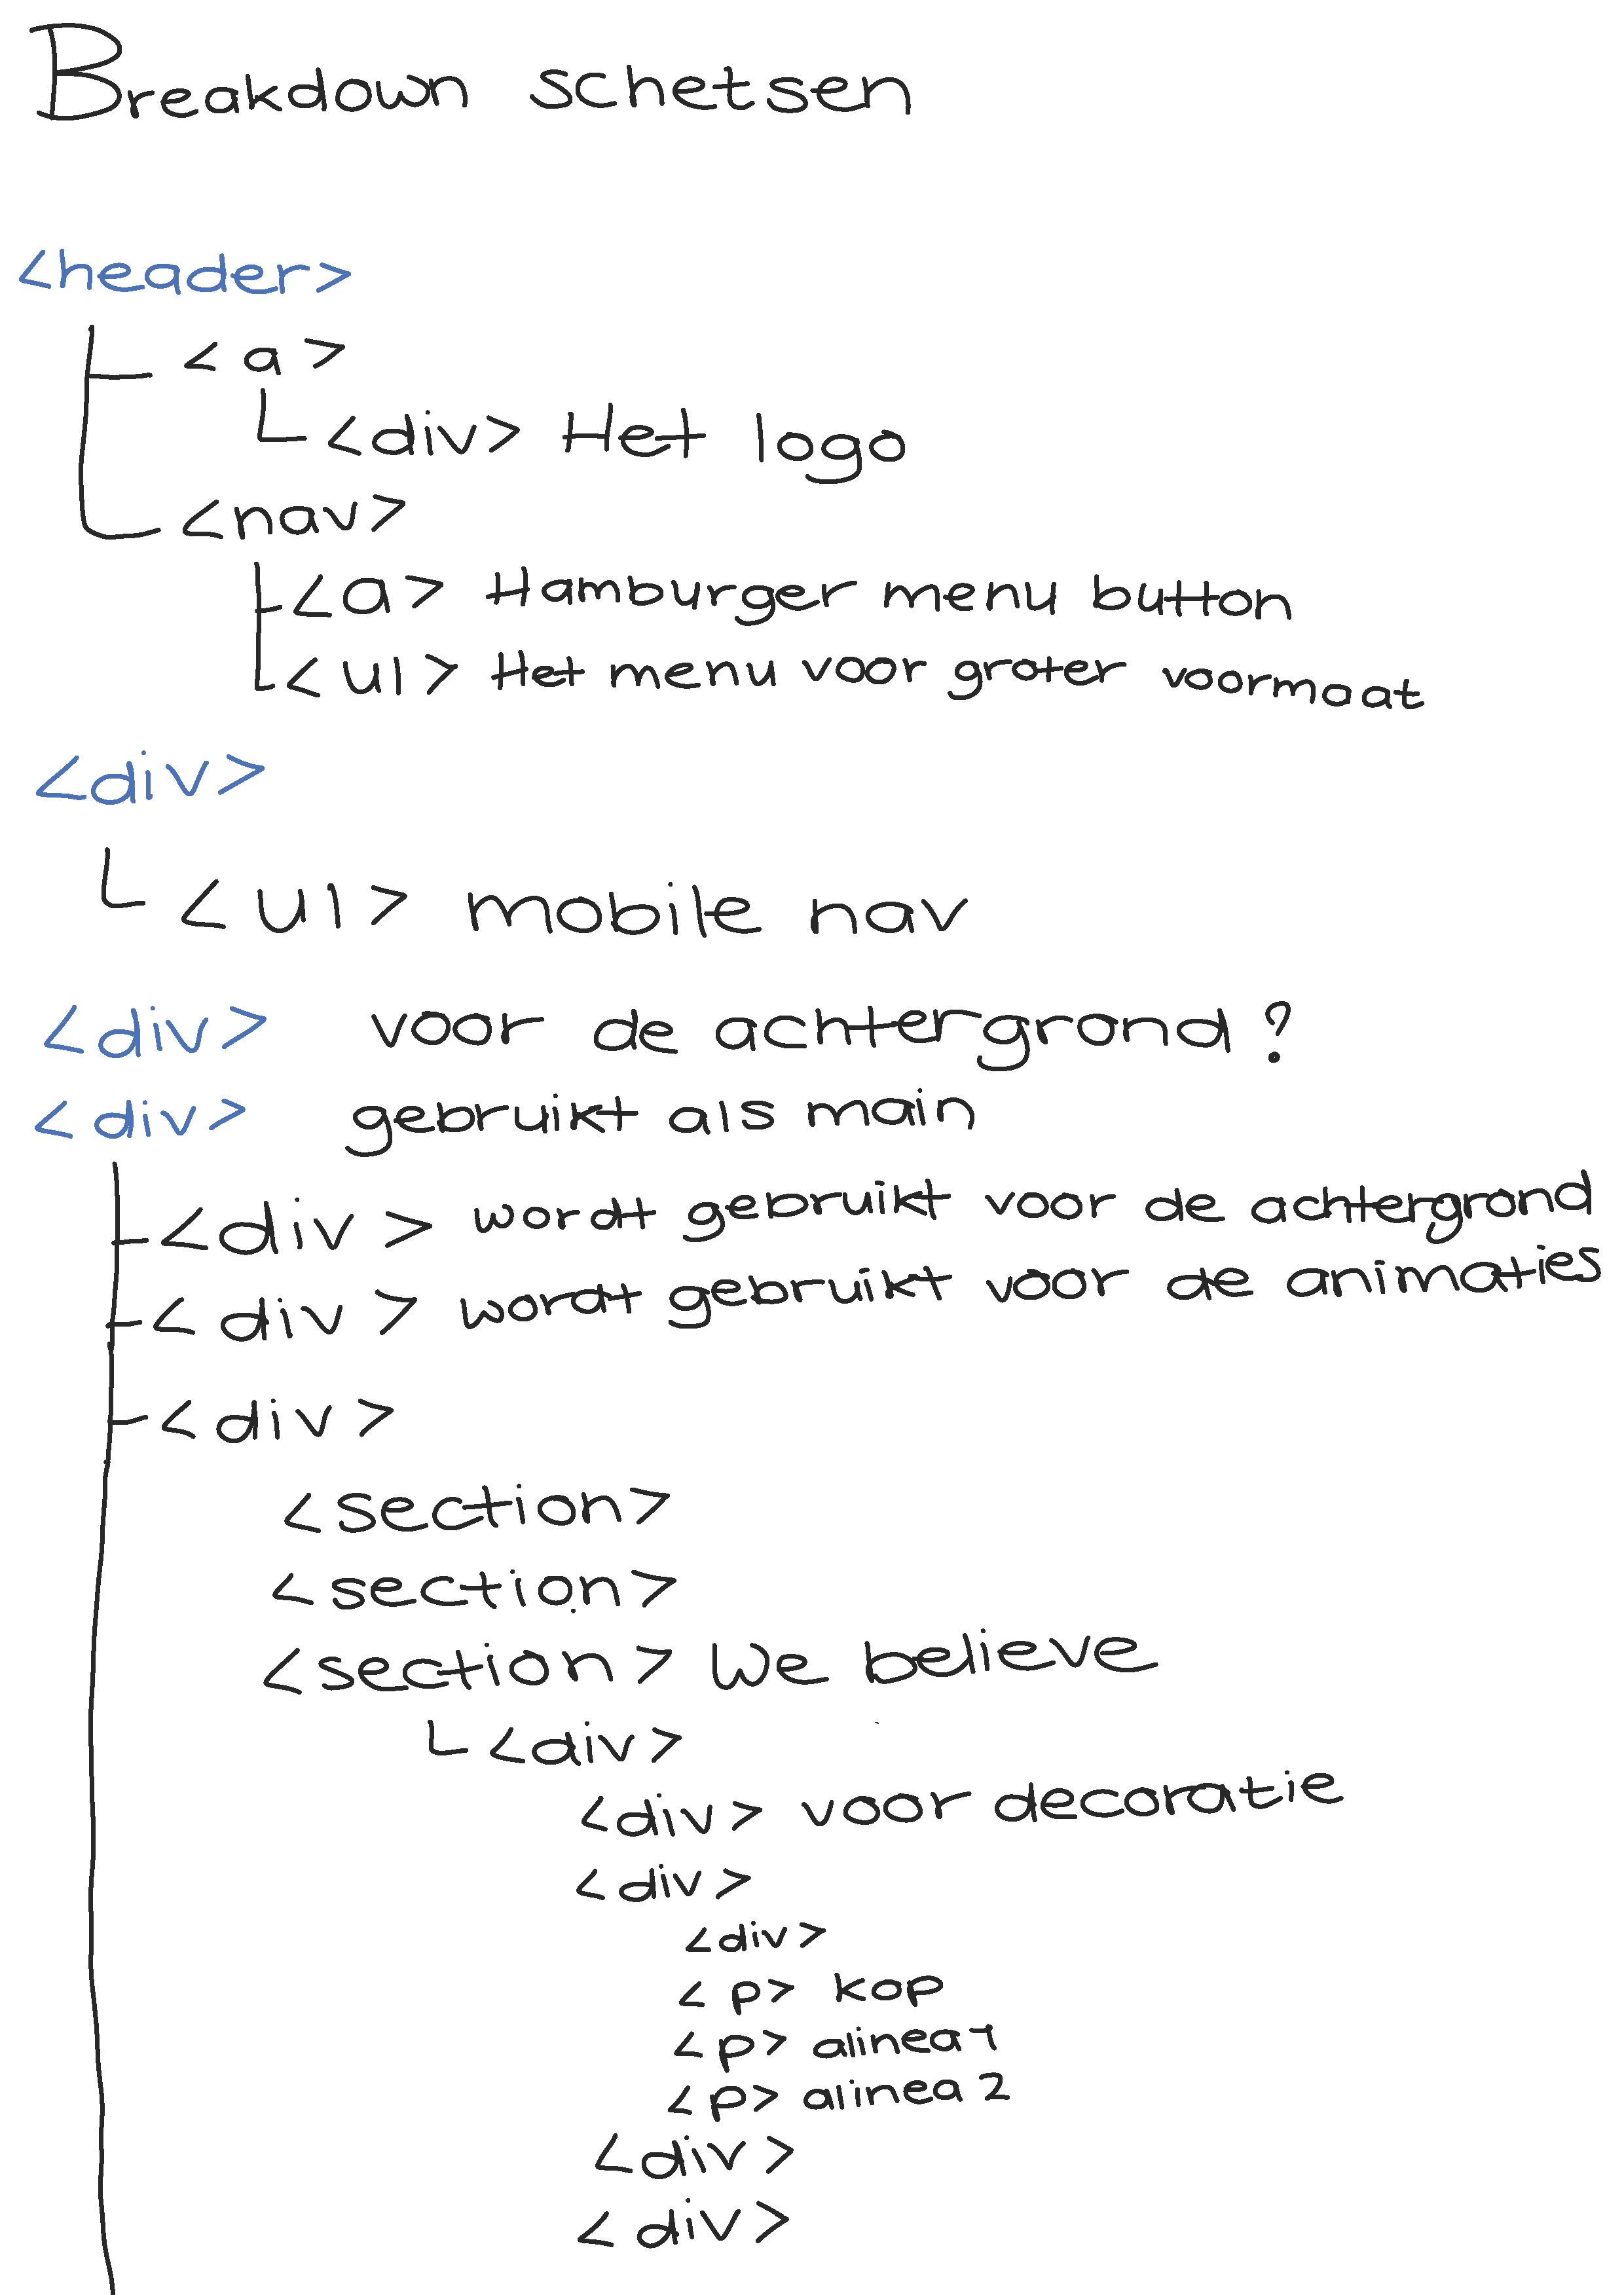 Breakdown schetsen
<header>
<a>
<div> Het logo
<nav>
<a> Hamburger menu button
<ul> Het menu voor groter voormaat
<div>
<ul> mobile nav
<div> voor de achtergrond?
<div> gebruikt als main
<div> wordt gebruikt voor de achtergrond
<div> wordt gebruikt voor de animaties
<div>
<section>
<section>
<section> We believe
<div>
<div> voor decoratie
<div>
<div>
<p> kop
<p> alinea 1
<p> alinea 2
<div>
<div>